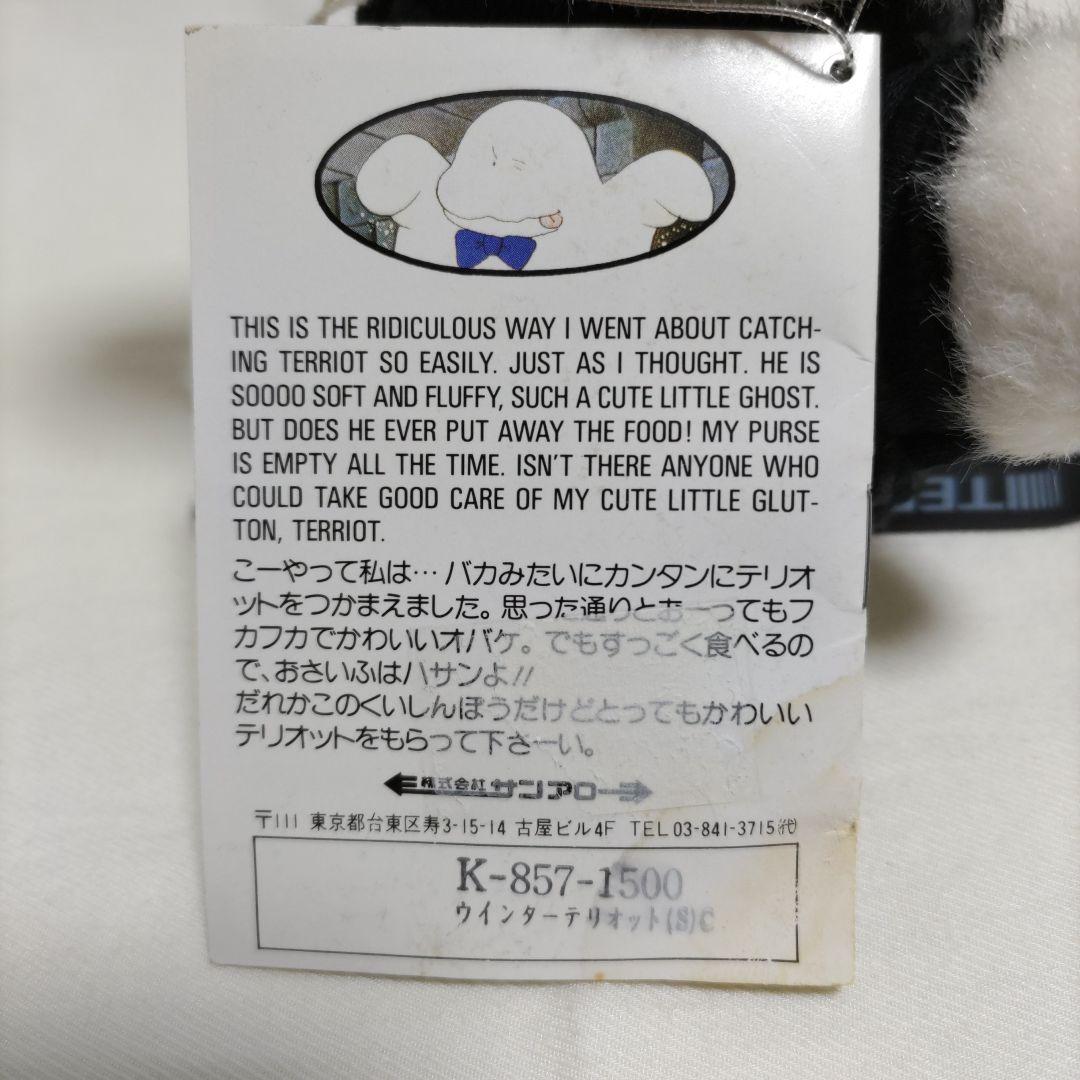 THIS IS THE RIDICULOUS WAY I WENT ABOUT CATCH-
ING TERRIOT SO EASILY. JUST AS I THOUGHT. HE IS
SOOOO SOFT AND FLUFFY, SUCH A CUTE LITTLE GHOST.
BUT DOES HE EVER PUT AWAY THE FOOD! MY PURSE
IS EMPTY ALL THE TIME. ISN'T THERE ANYONE WHO
COULD TAKE GOOD CARE OF MY CUTE LITTLE GLUT-
TON, TERRIOT.
こーやって私は…バカみたいにカンタンにテリオ
ットをつかまえました。思った通りとおーってもフ
カフカでかわいいオバケ。でもすっごく食べるの
で、おさいふはハサンよ!!
だれかこのくいしんぼうだけどとってもかわいい
テリオットをもらって下さーい。
株式会社サンアロー
〒111 東京都台東区寿3-15-14 古屋ビル4F TEL 03-841-3715㈹
K-857-1500
ウインターテリオット(S)C